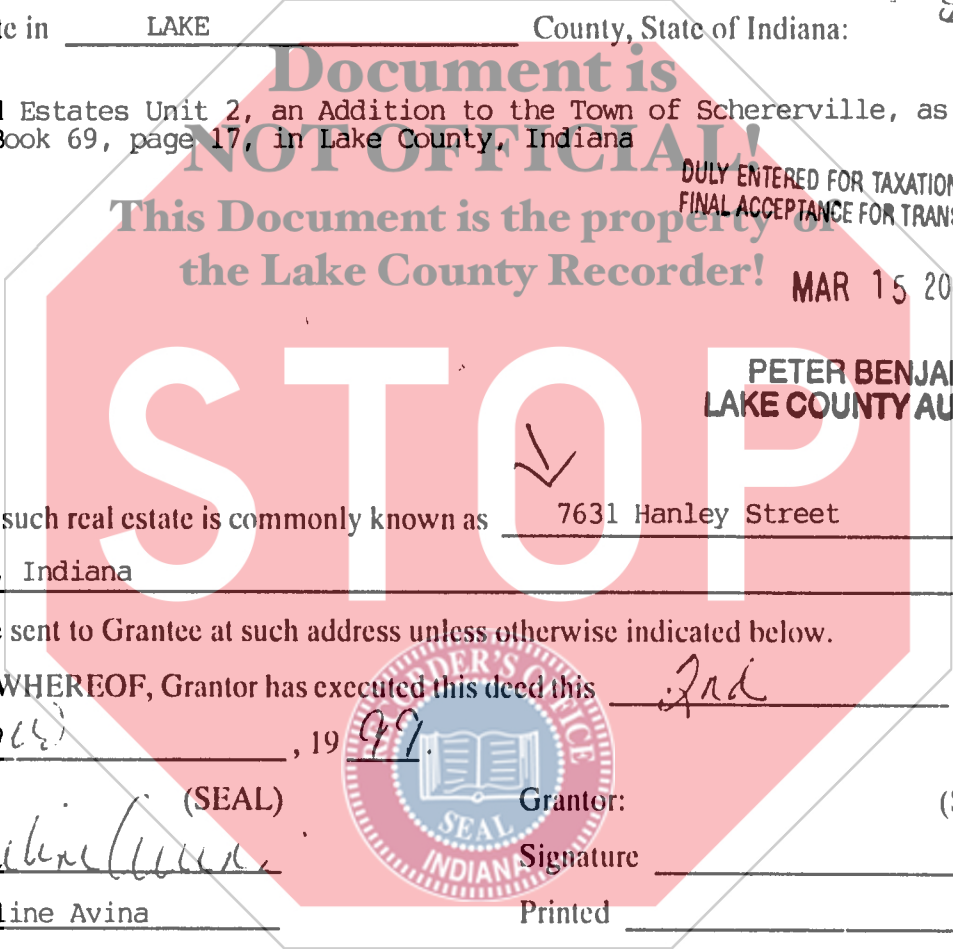 te in LAKE County, State of Indiana:
Document is
Estates Unit 2, an Addition to the Town of Schererville, as
Book 69, page 17, in Lake County, Indiana
NOT OFFICIAL!
DULY ENTERED FOR TAXATION
FINAL ACCEPTANCE FOR TRANS
This Document is the property of
the Lake County Recorder!
MAR 15 20
STOP
PETER BENJA
LAKE COUNTY AU
such real estate is commonly known as 7631 Hanley Street
, Indiana
sent to Grantee at such address unless otherwise indicated below.
WHEREOF, Grantor has executed this deed this 2nd
, 19 99.
RECORDER'S OFFICE
SEAL
INDIANA
(SEAL) Grantor: (
Signature
line Avina Printed